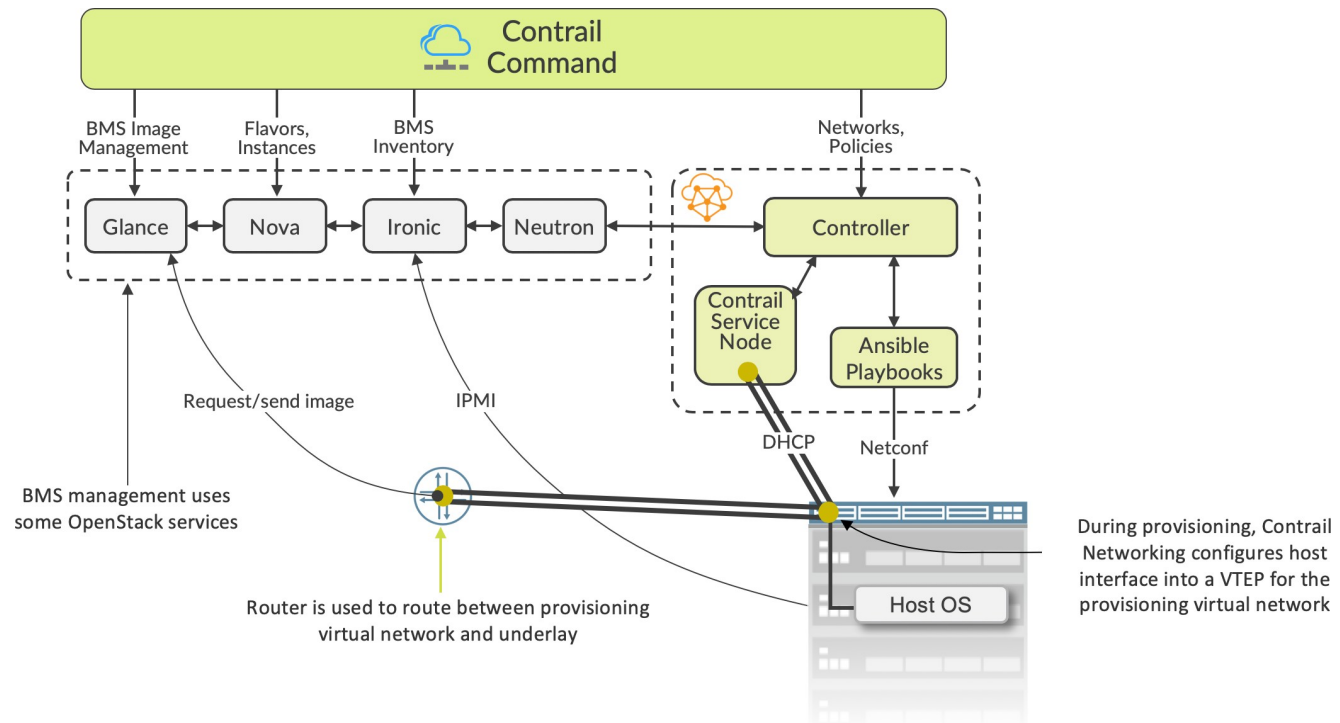 Contrail
Command
BMS Image
Management
Flavors,
Instances
BMS
Inventory
Networks,
Policies
Glance
Nova
Ironic
Neutron
Controller
Contrail
Service
Node
Ansible
Playbooks
Request/send image
IPMI
DHCP
Netconf
BMS management uses
some OpenStack services
During provisioning, Contrail
Networking configures host
interface into a VTEP for the
provisioning virtual network
Router is used to route between provisioning
virtual network and underlay
Host OS